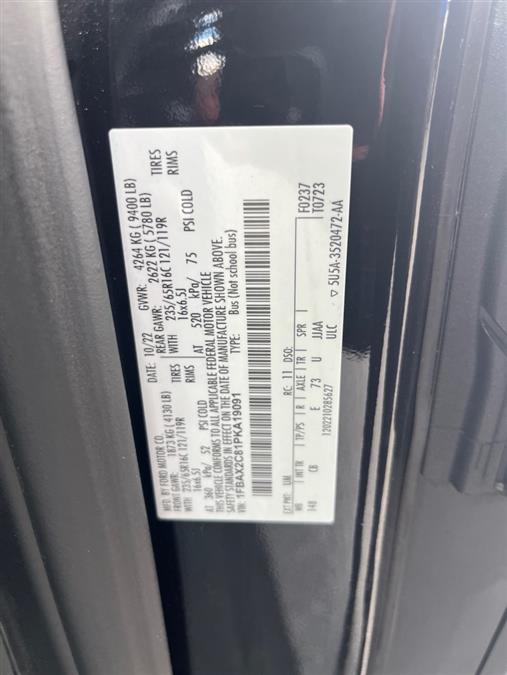 MFD. BY FORD MOTOR CO.
DATE: 10/22 GVWR: 4264 KG ( 9400 LB)
FRONT GAWR: 1873 KG ( 4130 LB) REAR GAWR: 2622 KG ( 5780 LB)
WITH 235/65R16C 121/119R TIRES WITH 235/65R16C 121/119R TIRES
16x6.5J RIMS 16x6.5J RIMS
AT 360 kPa/ 52 PSI COLD AT 520 kPa/ 75 PSI COLD
THIS VEHICLE CONFORMS TO ALL APPLICABLE FEDERAL MOTOR VEHICLE
SAFETY STANDARDS IN EFFECT ON THE DATE OF MANUFACTURE SHOWN ABOVE.
VIN: 1FBAX2C81PKA19091 TYPE: Bus (Not school bus)
EXT PNT: UAM RC: 11 DSO: F0237
WB INT TR TP/PS R AXLE TR SPR T0723
148 CB E 73 U JJAA
1202210285627 ULC ▽ 5U5A-3520472-AA